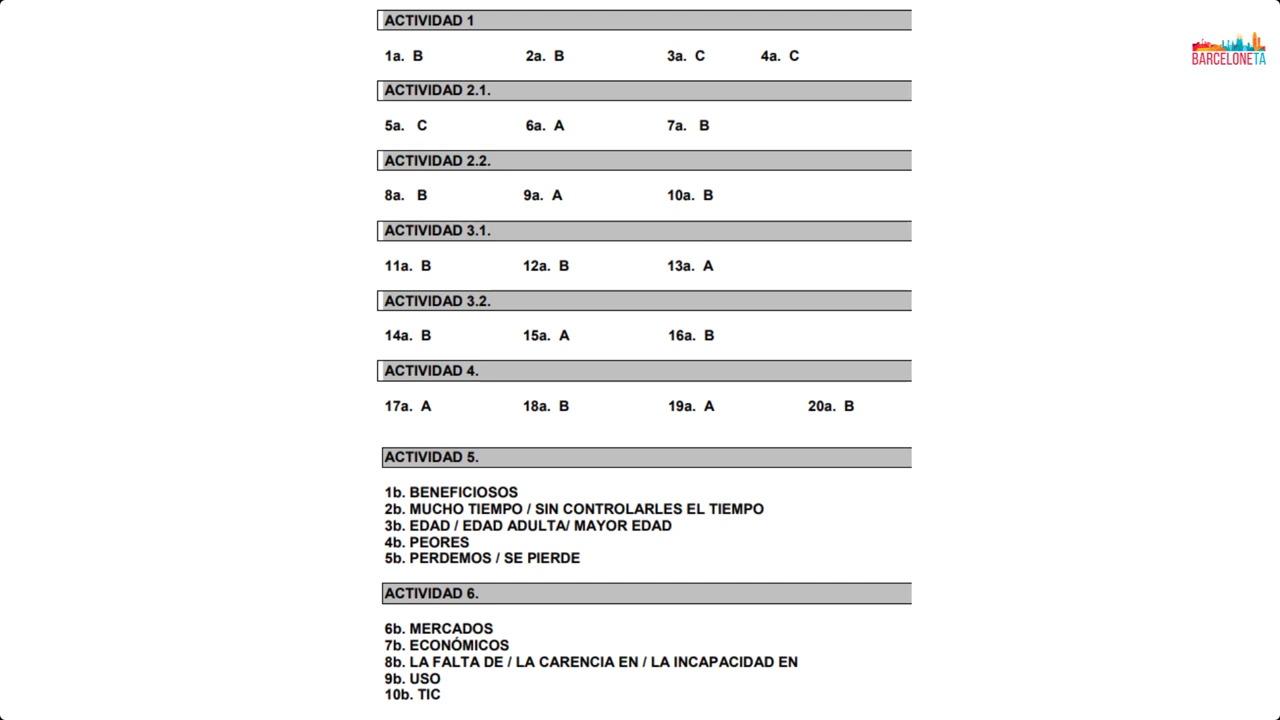 ACTIVIDAD 1
1a. B 2a. B 3a. C 4a. C
BARCELONETA
ACTIVIDAD 2.1.
5a. C 6a. A 7a. B
ACTIVIDAD 2.2.
8a. B 9a. A 10a. B
ACTIVIDAD 3.1.
11a. B 12a. B 13a. A
ACTIVIDAD 3.2.
14a. B 15a. A 16a. B
ACTIVIDAD 4.
17a. A 18a. B 19a. A 20a. B
ACTIVIDAD 5.
1b. BENEFICIOSOS
2b. MUCHO TIEMPO / SIN CONTROLARLES EL TIEMPO
3b. EDAD / EDAD ADULTA/ MAYOR EDAD
4b. PEORES
5b. PERDEMOS / SE PIERDE
ACTIVIDAD 6.
6b. MERCADOS
7b. ECONÓMICOS
8b. LA FALTA DE / LA CARENCIA EN / LA INCAPACIDAD EN
9b. USO
10b. TIC